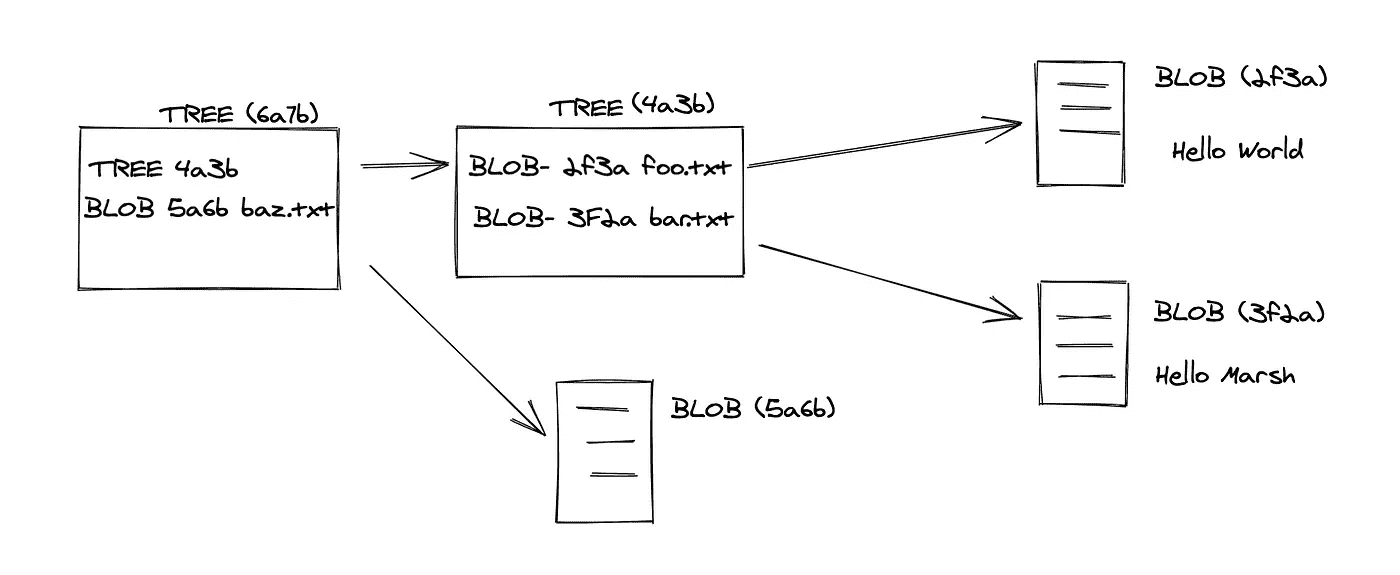 TREE (6a7b)
TREE 4a3b
BLOB 5a6b baz.txt
TREE (4a3b)
BLOB- 2f3a foo.txt
BLOB- 3F2a bar.txt
BLOB (2f3a)
Hello World
BLOB (3f2a)
Hello Marsh
BLOB (5a6b)